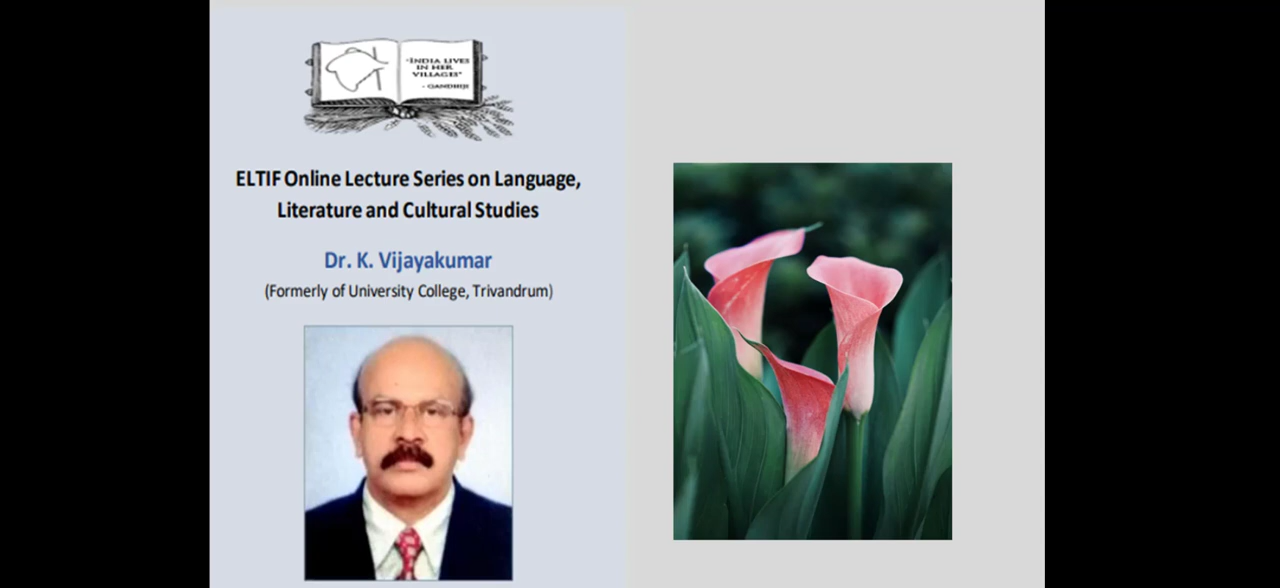 "INDIA LIVES
IN HER
VILLAGES"
- GANDHIJI
ELTIF Online Lecture Series on Language,
Literature and Cultural Studies
Dr. K. Vijayakumar
(Formerly of University College, Trivandrum)